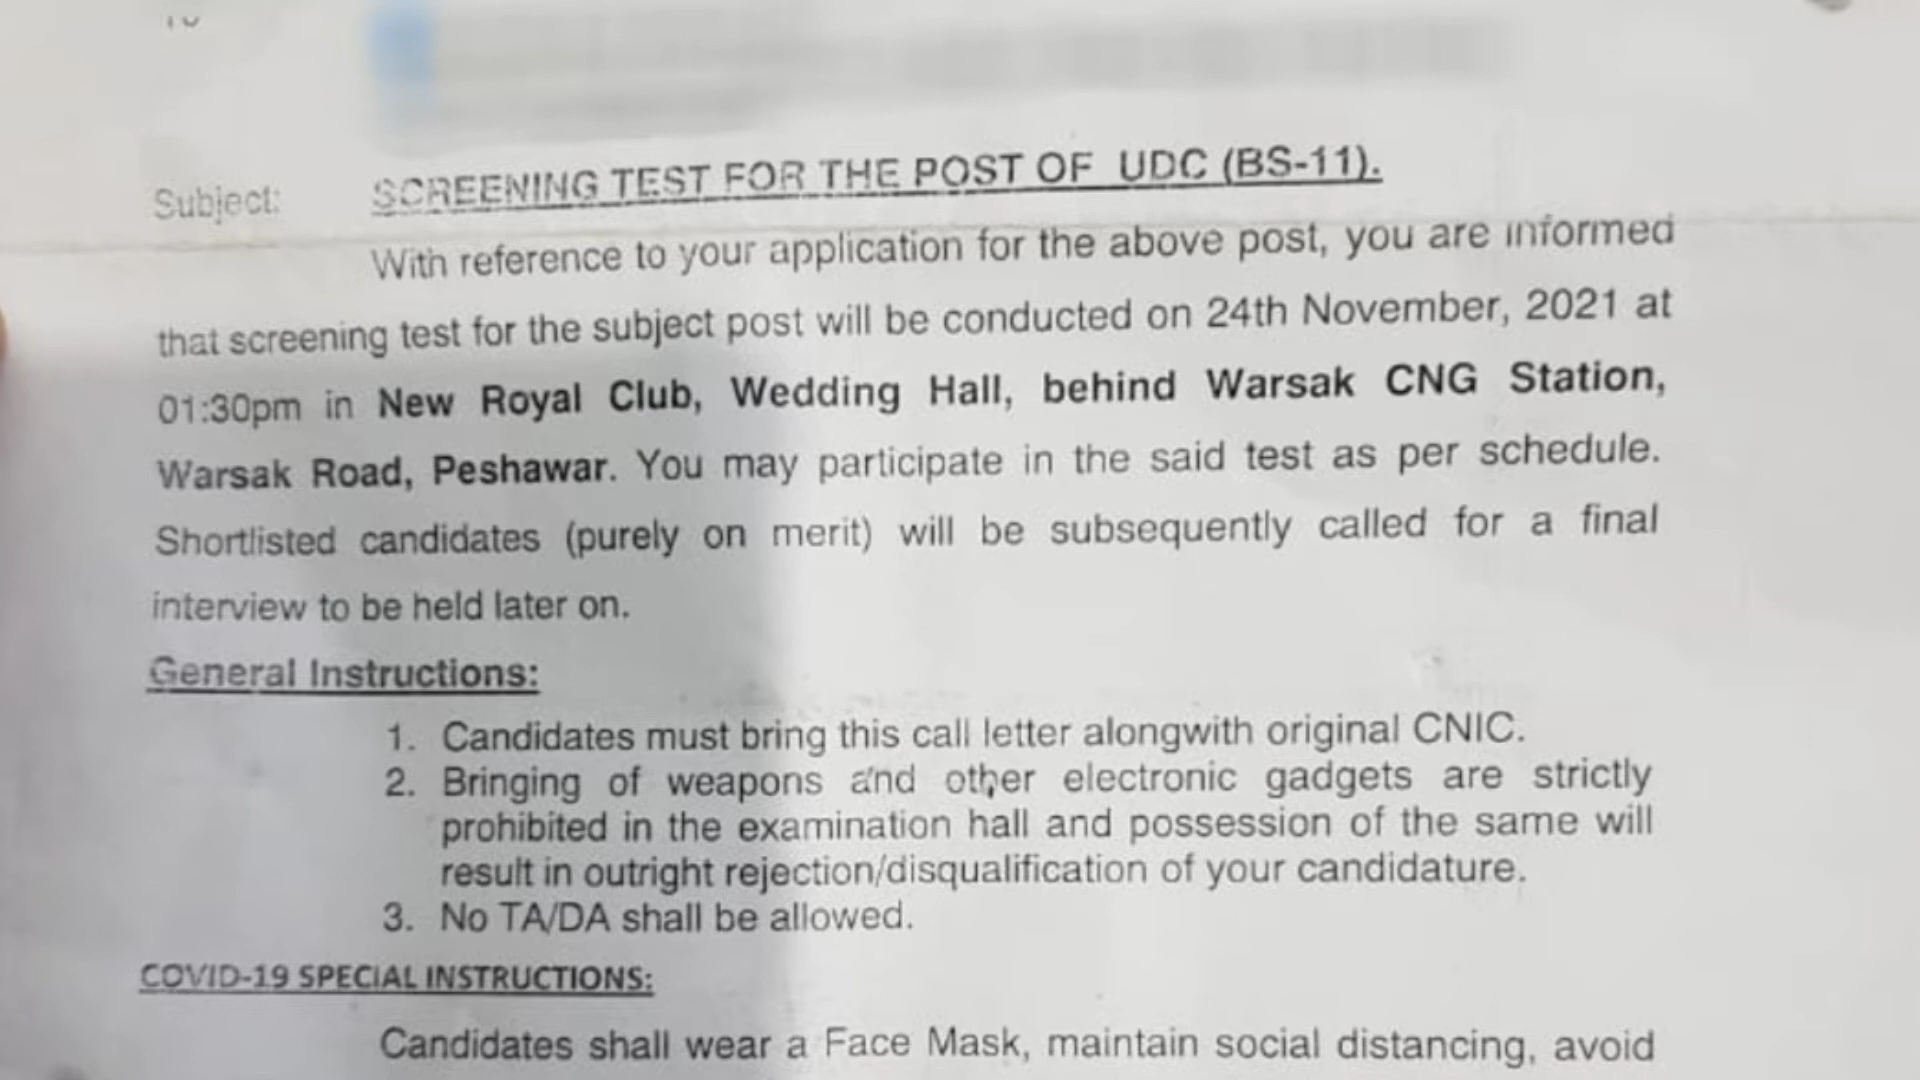 To
Subject: SCREENING TEST FOR THE POST OF UDC (BS-11).
With reference to your application for the above post, you are informed
that screening test for the subject post will be conducted on 24th November, 2021 at
01:30pm in New Royal Club, Wedding Hall, behind Warsak CNG Station,
Warsak Road, Peshawar. You may participate in the said test as per schedule.
Shortlisted candidates (purely on merit) will be subsequently called for a final
interview to be held later on.
General Instructions:
1. Candidates must bring this call letter alongwith original CNIC.
2. Bringing of weapons and other electronic gadgets are strictly
prohibited in the examination hall and possession of the same will
result in outright rejection/disqualification of your candidature.
3. No TA/DA shall be allowed.
COVID-19 SPECIAL INSTRUCTIONS:
Candidates shall wear a Face Mask, maintain social distancing, avoid